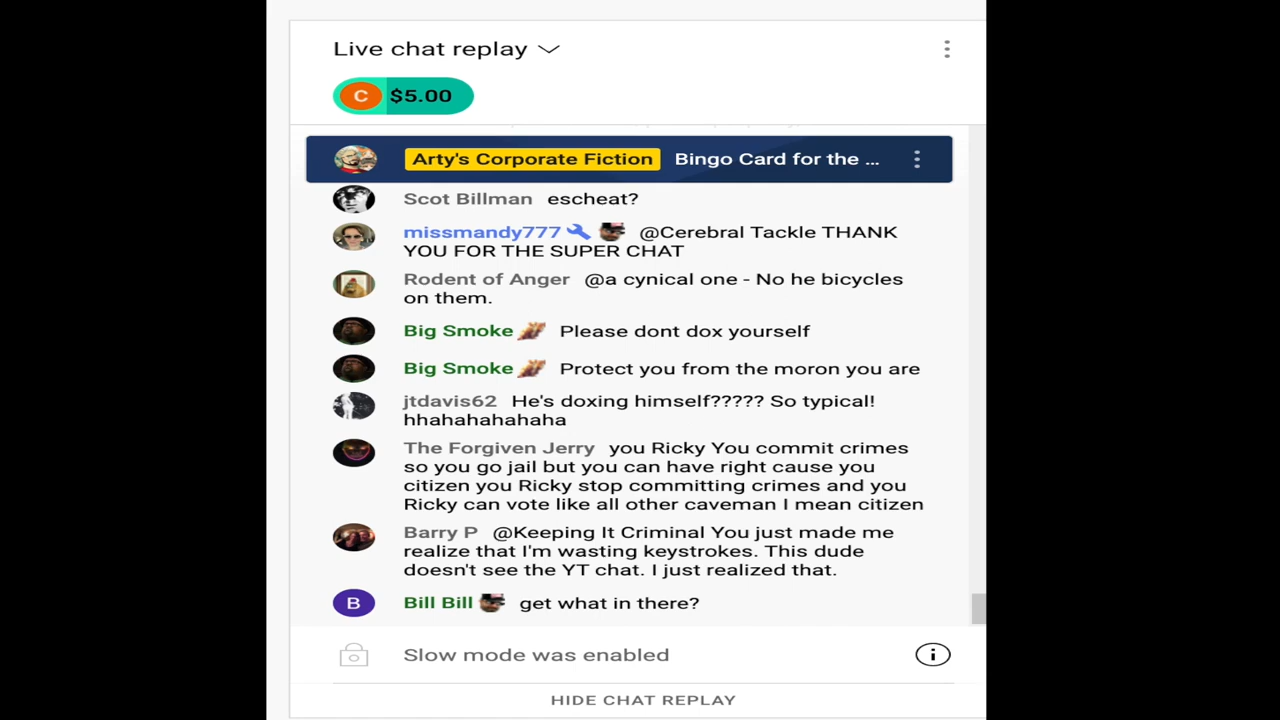 Live chat replay
C $5.00
Arty's Corporate Fiction Bingo Card for the ...
Scot Billman escheat?
missmandy777 @Cerebral Tackle THANK
YOU FOR THE SUPER CHAT
Rodent of Anger @a cynical one - No he bicycles
on them.
Big Smoke Please dont dox yourself
Big Smoke Protect you from the moron you are
jtdavis62 He's doxing himself????? So typical!
hhahahahahaha
The Forgiven Jerry you Ricky You commit crimes
so you go jail but you can have right cause you
citizen you Ricky stop committing crimes and you
Ricky can vote like all other caveman I mean citizen
Barry P @Keeping It Criminal You just made me
realize that I'm wasting keystrokes. This dude
doesn't see the YT chat. I just realized that.
B Bill Bill get what in there?
Slow mode was enabled
HIDE CHAT REPLAY